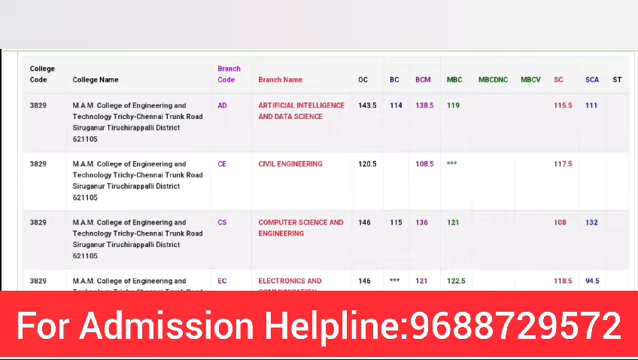 College Code College Name Branch Code Branch Name OC BC BCM MBC MBCDNC MBCV SC SCA ST
3829 M.A.M. College of Engineering and AD ARTIFICIAL INTELLIGENCE 143.5 114 138.5 119 115.5 111
Technology Trichy-Chennai Trunk Road AND DATA SCIENCE
Siruganur Tiruchirappalli District
621105
3829 M.A.M. College of Engineering and CE CIVIL ENGINEERING 120.5 108.5 *** 117.5
Technology Trichy-Chennai Trunk Road
Siruganur Tiruchirappalli District
621105
3829 M.A.M. College of Engineering and CS COMPUTER SCIENCE AND 146 115 136 121 108 132
Technology Trichy-Chennai Trunk Road ENGINEERING
Siruganur Tiruchirappalli District
621105
3829 M.A.M. College of Engineering and EC ELECTRONICS AND 146 *** 121 122.5 118.5 94.5
For Admission Helpline:9688729572